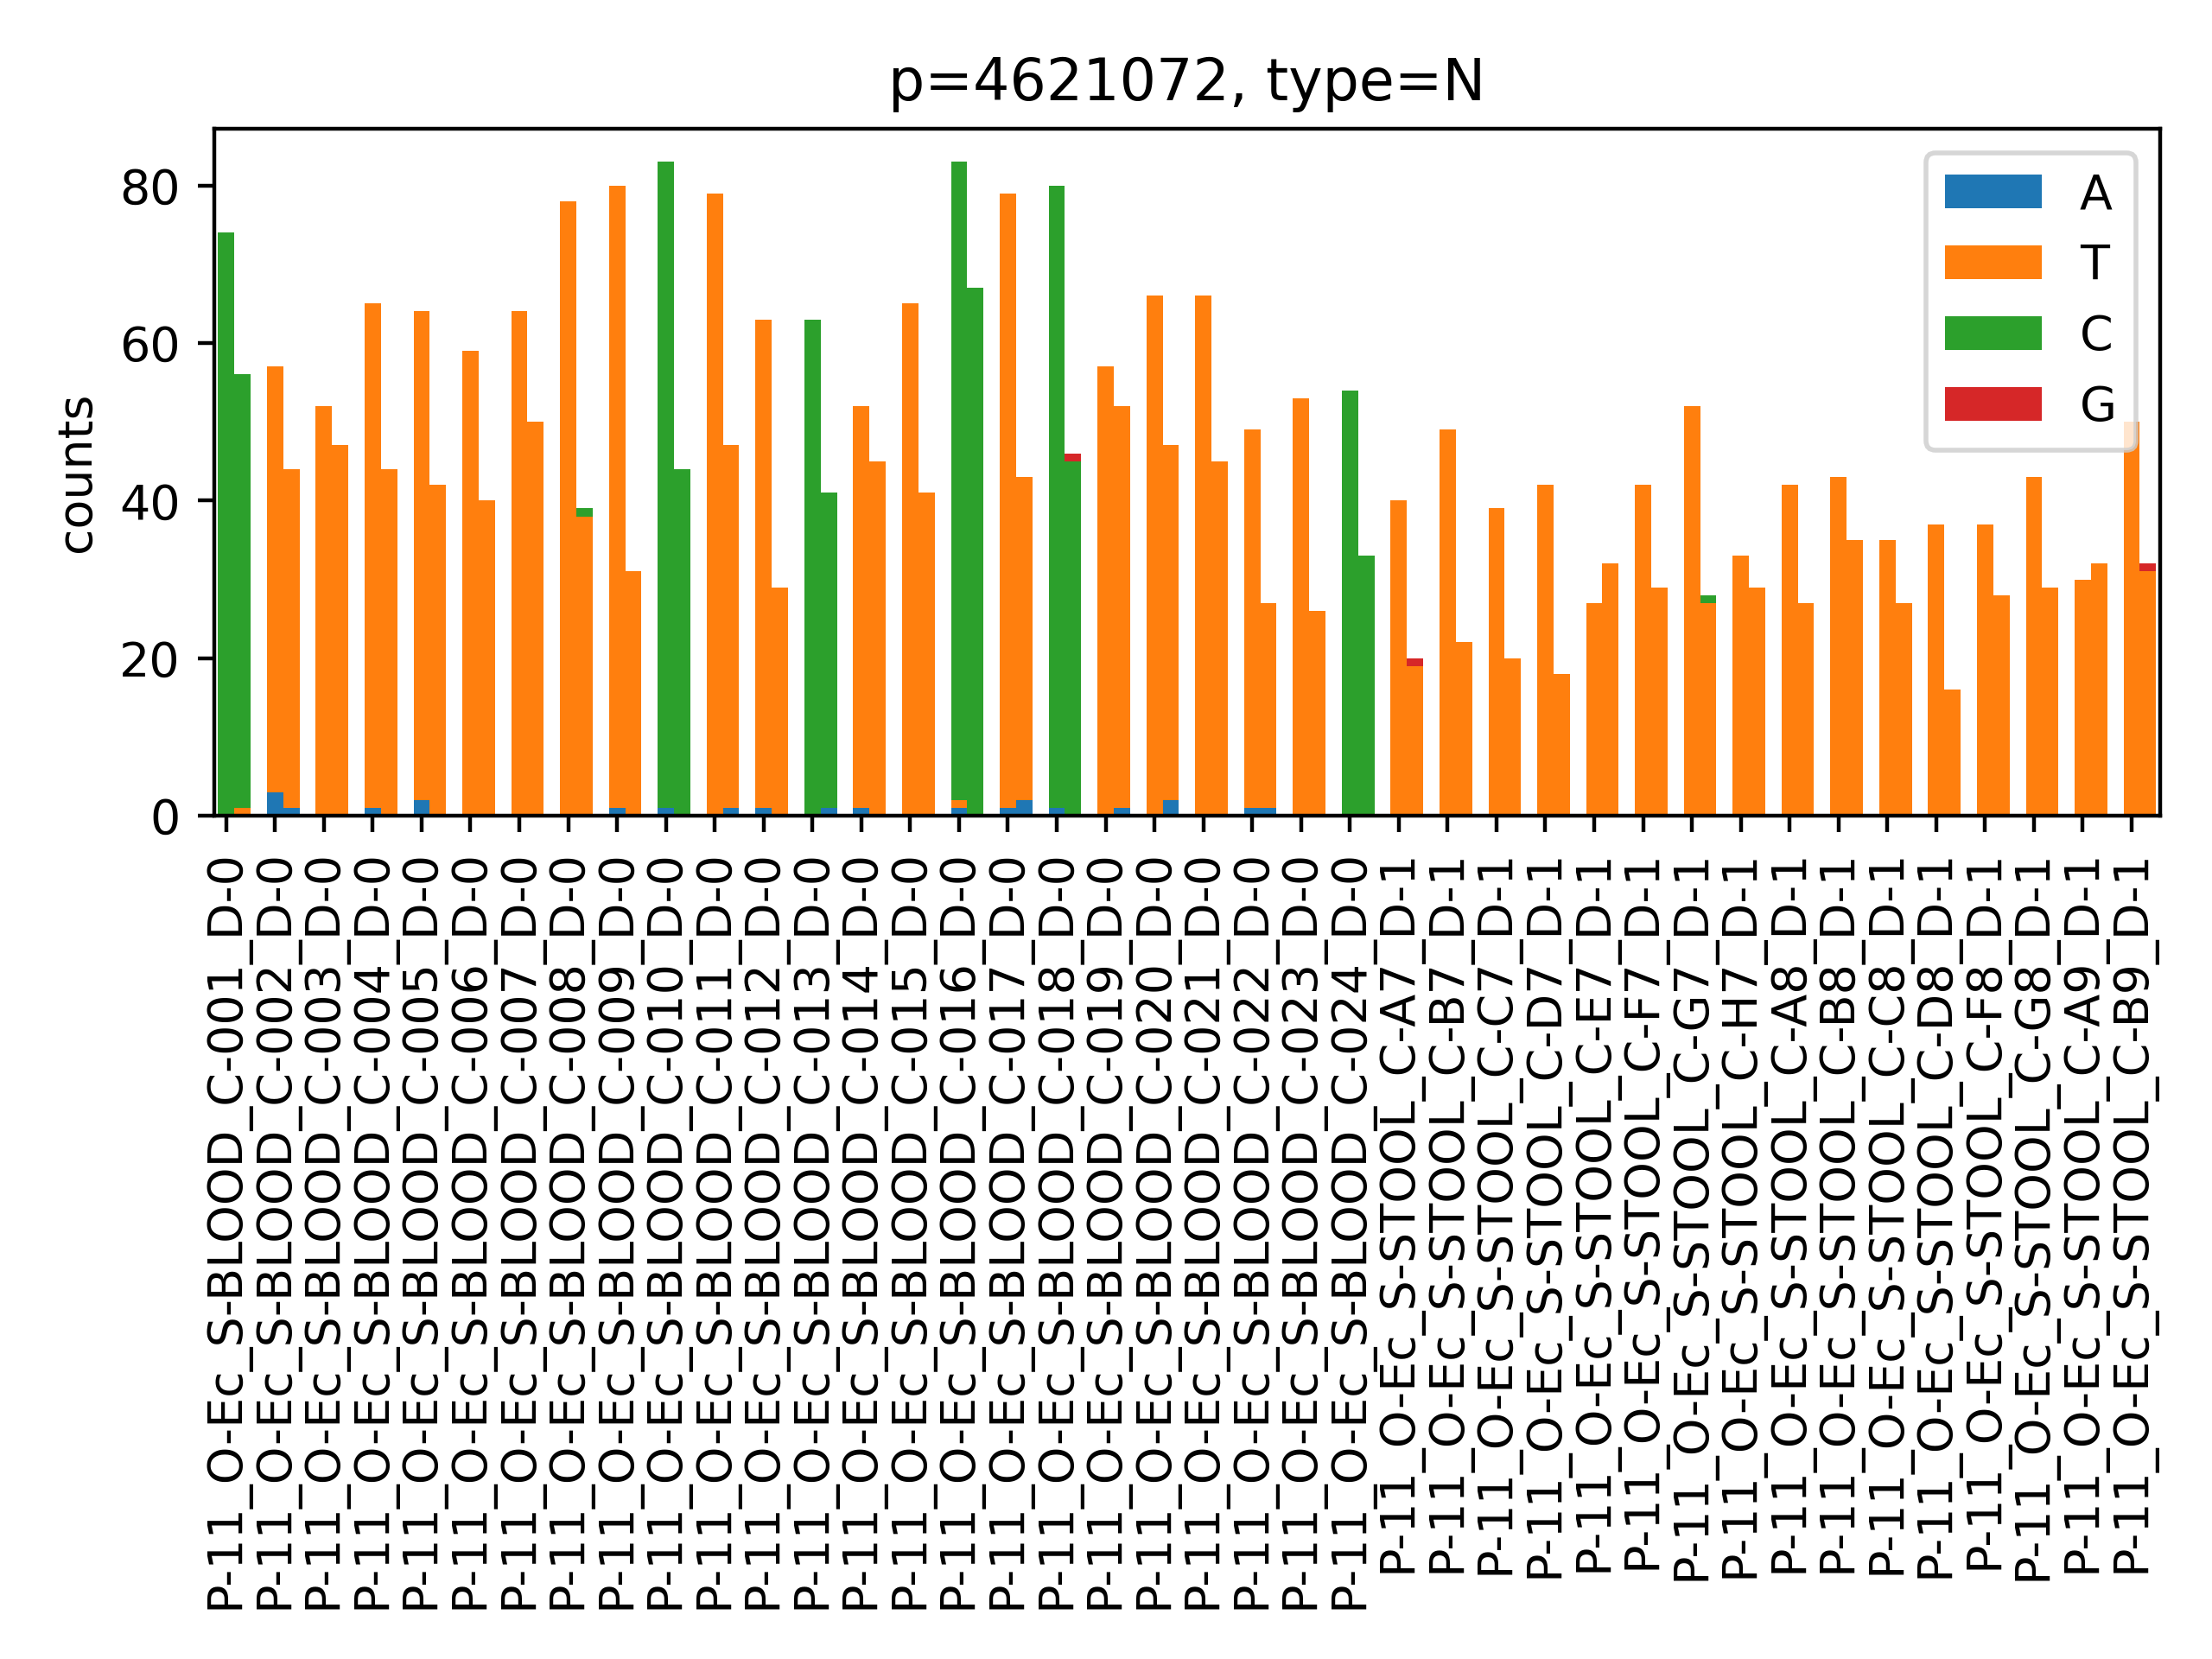 p=4621072, type=N
counts
80
60
40
20
0
A
T
C
G
P-11_O-Ec_S-BLOOD_C-001_D-0
P-11_O-Ec_S-BLOOD_C-002_D-0
P-11_O-Ec_S-BLOOD_C-003_D-0
P-11_O-Ec_S-BLOOD_C-004_D-0
P-11_O-Ec_S-BLOOD_C-005_D-0
P-11_O-Ec_S-BLOOD_C-006_D-0
P-11_O-Ec_S-BLOOD_C-007_D-0
P-11_O-Ec_S-BLOOD_C-008_D-0
P-11_O-Ec_S-BLOOD_C-009_D-0
P-11_O-Ec_S-BLOOD_C-010_D-0
P-11_O-Ec_S-BLOOD_C-011_D-0
P-11_O-Ec_S-BLOOD_C-012_D-0
P-11_O-Ec_S-BLOOD_C-013_D-0
P-11_O-Ec_S-BLOOD_C-014_D-0
P-11_O-Ec_S-BLOOD_C-015_D-0
P-11_O-Ec_S-BLOOD_C-016_D-0
P-11_O-Ec_S-BLOOD_C-017_D-0
P-11_O-Ec_S-BLOOD_C-018_D-0
P-11_O-Ec_S-BLOOD_C-019_D-0
P-11_O-Ec_S-BLOOD_C-020_D-0
P-11_O-Ec_S-BLOOD_C-021_D-0
P-11_O-Ec_S-BLOOD_C-022_D-0
P-11_O-Ec_S-BLOOD_C-023_D-0
P-11_O-Ec_S-BLOOD_C-024_D-0
P-11_O-Ec_S-STOOL_C-A7_D-1
P-11_O-Ec_S-STOOL_C-B7_D-1
P-11_O-Ec_S-STOOL_C-C7_D-1
P-11_O-Ec_S-STOOL_C-D7_D-1
P-11_O-Ec_S-STOOL_C-E7_D-1
P-11_O-Ec_S-STOOL_C-F7_D-1
P-11_O-Ec_S-STOOL_C-G7_D-1
P-11_O-Ec_S-STOOL_C-H7_D-1
P-11_O-Ec_S-STOOL_C-A8_D-1
P-11_O-Ec_S-STOOL_C-B8_D-1
P-11_O-Ec_S-STOOL_C-C8_D-1
P-11_O-Ec_S-STOOL_C-D8_D-1
P-11_O-Ec_S-STOOL_C-F8_D-1
P-11_O-Ec_S-STOOL_C-G8_D-1
P-11_O-Ec_S-STOOL_C-A9_D-1
P-11_O-Ec_S-STOOL_C-B9_D-1